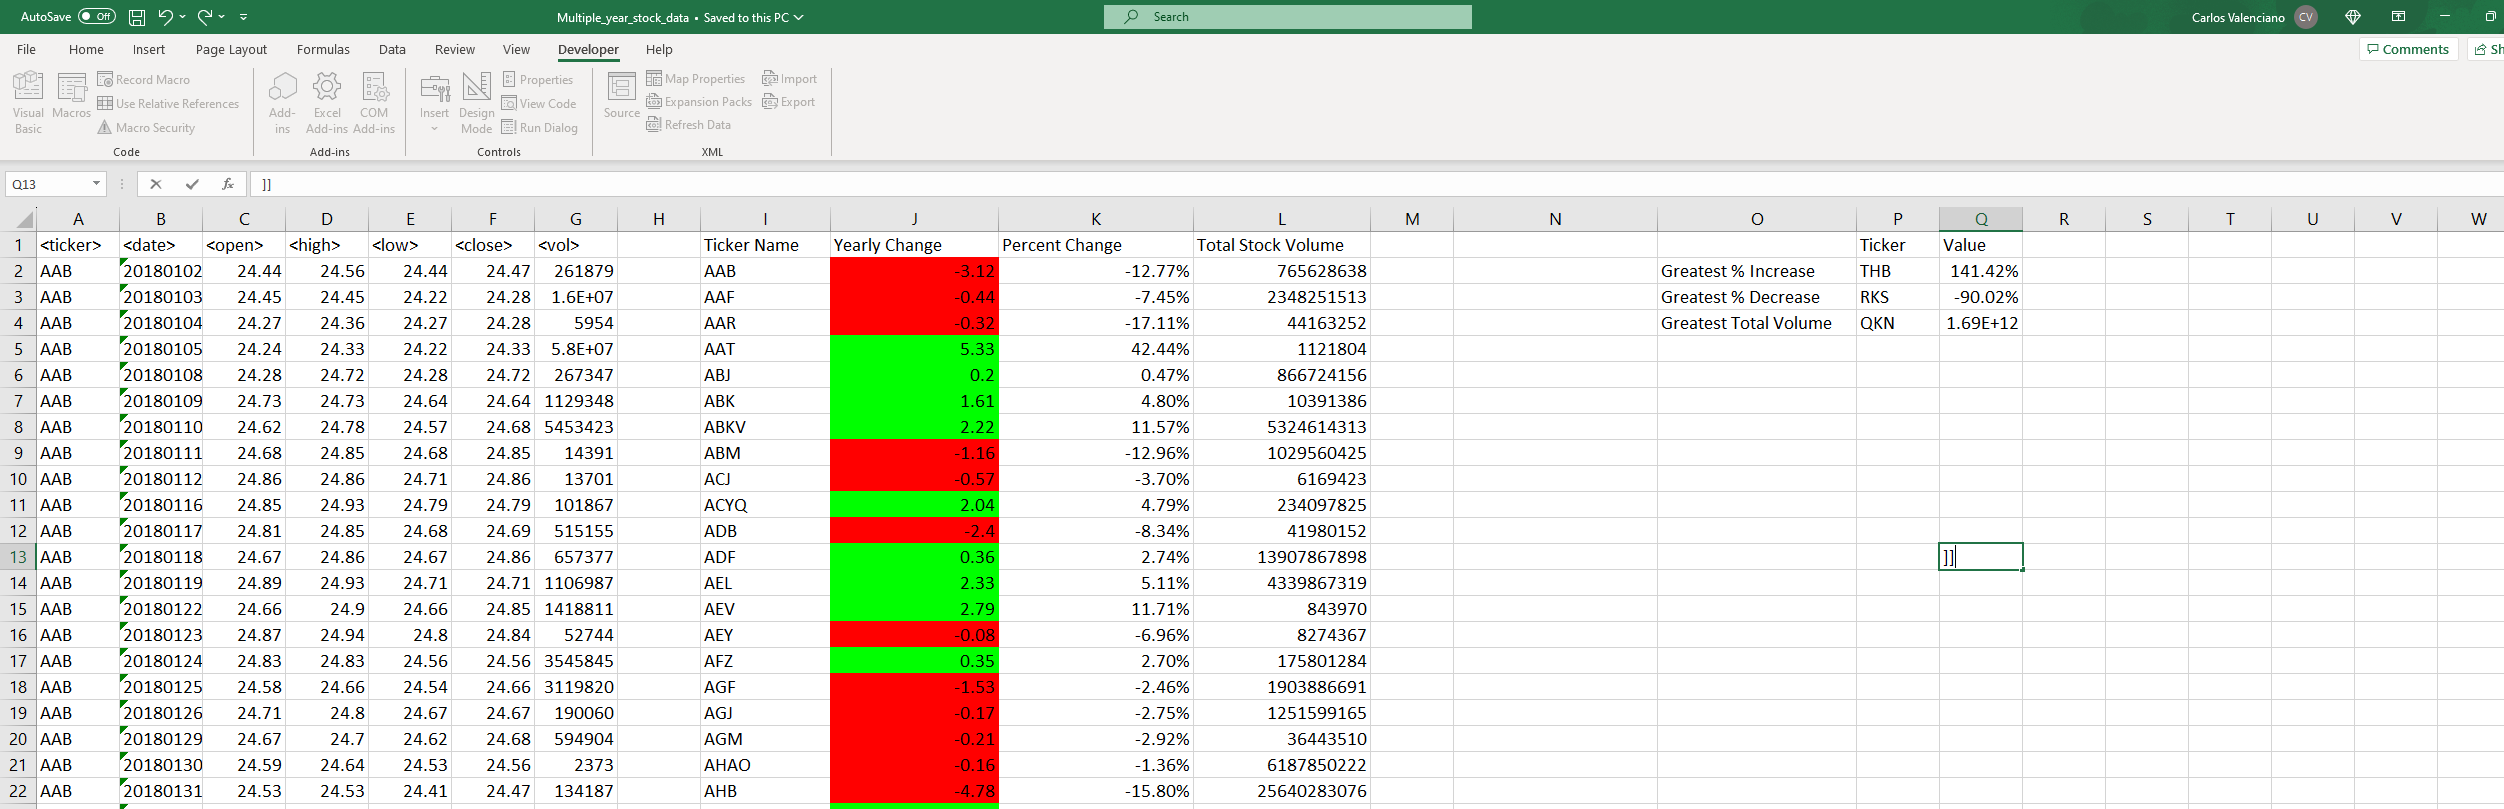 AutoSave Off Multiple_year_stock_data • Saved to this PC Search Carlos Valenciano CV
File Home Insert Page Layout Formulas Data Review View Developer Help Comments Sh
Visual Basic Macros Record Macro Use Relative References Macro Security Code
Add-ins Excel Add-ins COM Add-ins Add-ins
Insert Design Mode Properties View Code Run Dialog Controls
Source Map Properties Expansion Packs Refresh Data Import Export XML
Q13 fx ]]
A B C D E F G H I J K L M N O P Q R S T U V W
1 <ticker> <date> <open> <high> <low> <close> <vol> Ticker Name Yearly Change Percent Change Total Stock Volume Ticker Value
2 AAB 20180102 24.44 24.56 24.44 24.47 261879 AAB -3.12 -12.77% 765628638 Greatest % Increase THB 141.42%
3 AAB 20180103 24.45 24.45 24.22 24.28 1.6E+07 AAF -0.44 -7.45% 2348251513 Greatest % Decrease RKS -90.02%
4 AAB 20180104 24.27 24.36 24.27 24.28 5954 AAR -0.32 -17.11% 44163252 Greatest Total Volume QKN 1.69E+12
5 AAB 20180105 24.24 24.33 24.22 24.33 5.8E+07 AAT 5.33 42.44% 1121804
6 AAB 20180108 24.28 24.72 24.28 24.72 267347 ABJ 0.2 0.47% 866724156
7 AAB 20180109 24.73 24.73 24.64 24.64 1129348 ABK 1.61 4.80% 10391386
8 AAB 20180110 24.62 24.78 24.57 24.68 5453423 ABKV 2.22 11.57% 5324614313
9 AAB 20180111 24.68 24.85 24.68 24.85 14391 ABM -1.16 -12.96% 1029560425
10 AAB 20180112 24.86 24.86 24.71 24.86 13701 ACJ -0.57 -3.70% 6169423
11 AAB 20180116 24.85 24.93 24.79 24.79 101867 ACYQ 2.04 4.79% 234097825
12 AAB 20180117 24.81 24.85 24.68 24.69 515155 ADB -2.4 -8.34% 41980152
13 AAB 20180118 24.67 24.86 24.67 24.86 657377 ADF 0.36 2.74% 13907867898 ]]
14 AAB 20180119 24.89 24.93 24.71 24.71 1106987 AEL 2.33 5.11% 4339867319
15 AAB 20180122 24.66 24.9 24.66 24.85 1418811 AEV 2.79 11.71% 843970
16 AAB 20180123 24.87 24.94 24.8 24.84 52744 AEY -0.08 -6.96% 8274367
17 AAB 20180124 24.83 24.83 24.56 24.56 3545845 AFZ 0.35 2.70% 175801284
18 AAB 20180125 24.58 24.66 24.54 24.66 3119820 AGF -1.53 -2.46% 1903886691
19 AAB 20180126 24.71 24.8 24.67 24.67 190060 AGJ -0.17 -2.75% 1251599165
20 AAB 20180129 24.67 24.7 24.62 24.68 594904 AGM -0.21 -2.92% 36443510
21 AAB 20180130 24.59 24.64 24.53 24.56 2373 AHAO -0.16 -1.36% 6187850222
22 AAB 20180131 24.53 24.53 24.41 24.47 134187 AHB -4.78 -15.80% 25640283076